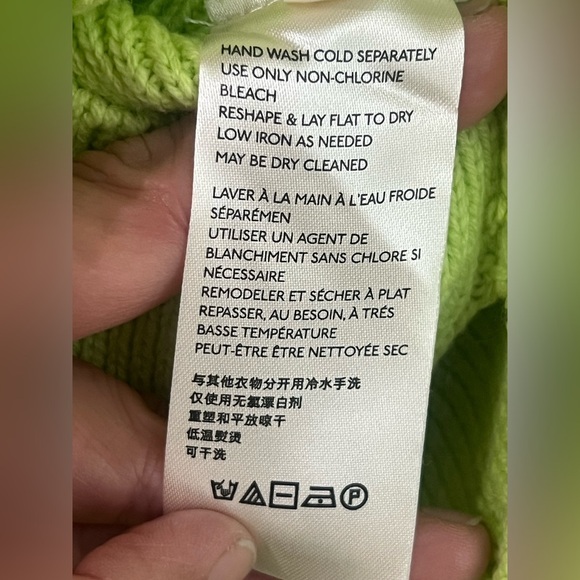 HAND WASH COLD SEPARATELY
USE ONLY NON-CHLORINE
BLEACH
RESHAPE & LAY FLAT TO DRY
LOW IRON AS NEEDED
MAY BE DRY CLEANED
LAVER À LA MAIN À L'EAU FROIDE
SÉPARÉMEN
UTILISER UN AGENT DE
BLANCHIMENT SANS CHLORE SI
NÉCESSAIRE
REMODELER ET SÉCHER À PLAT
REPASSER, AU BESOIN, À TRÉS
BASSE TEMPÉRATURE
PEUT-ÊTRE ÊTRE NETTOYÉE SEC
与其他衣物分开用冷水手洗
仅使用无氯漂白剂
重塑和平放晾干
低温熨烫
可干洗
P